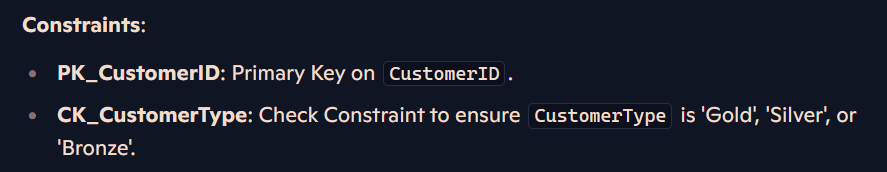 Constraints:
• PK_CustomerID: Primary Key on CustomerID.
• CK_CustomerType: Check Constraint to ensure CustomerType is 'Gold', 'Silver', or
'Bronze'.